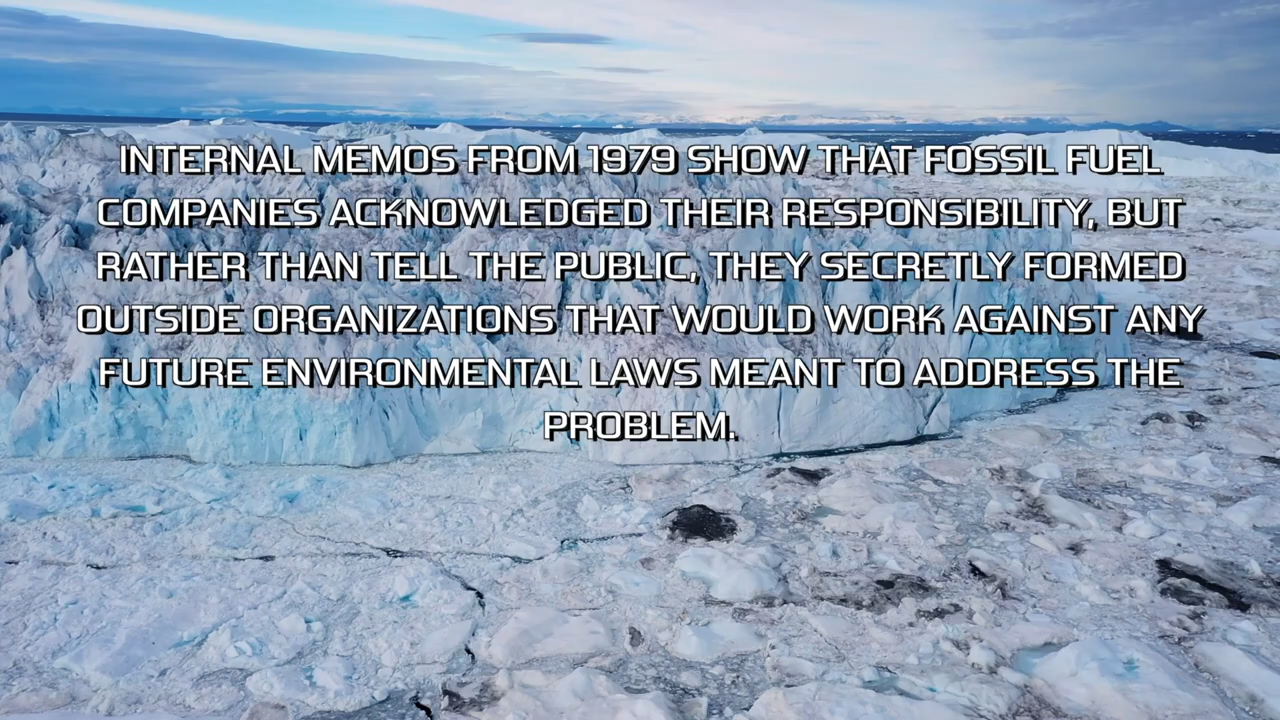 INTERNAL MEMOS FROM 1979 SHOW THAT FOSSIL FUEL
COMPANIES ACKNOWLEDGED THEIR RESPONSIBILITY, BUT
RATHER THAN TELL THE PUBLIC, THEY SECRETLY FORMED
OUTSIDE ORGANIZATIONS THAT WOULD WORK AGAINST ANY
FUTURE ENVIRONMENTAL LAWS MEANT TO ADDRESS THE
PROBLEM.